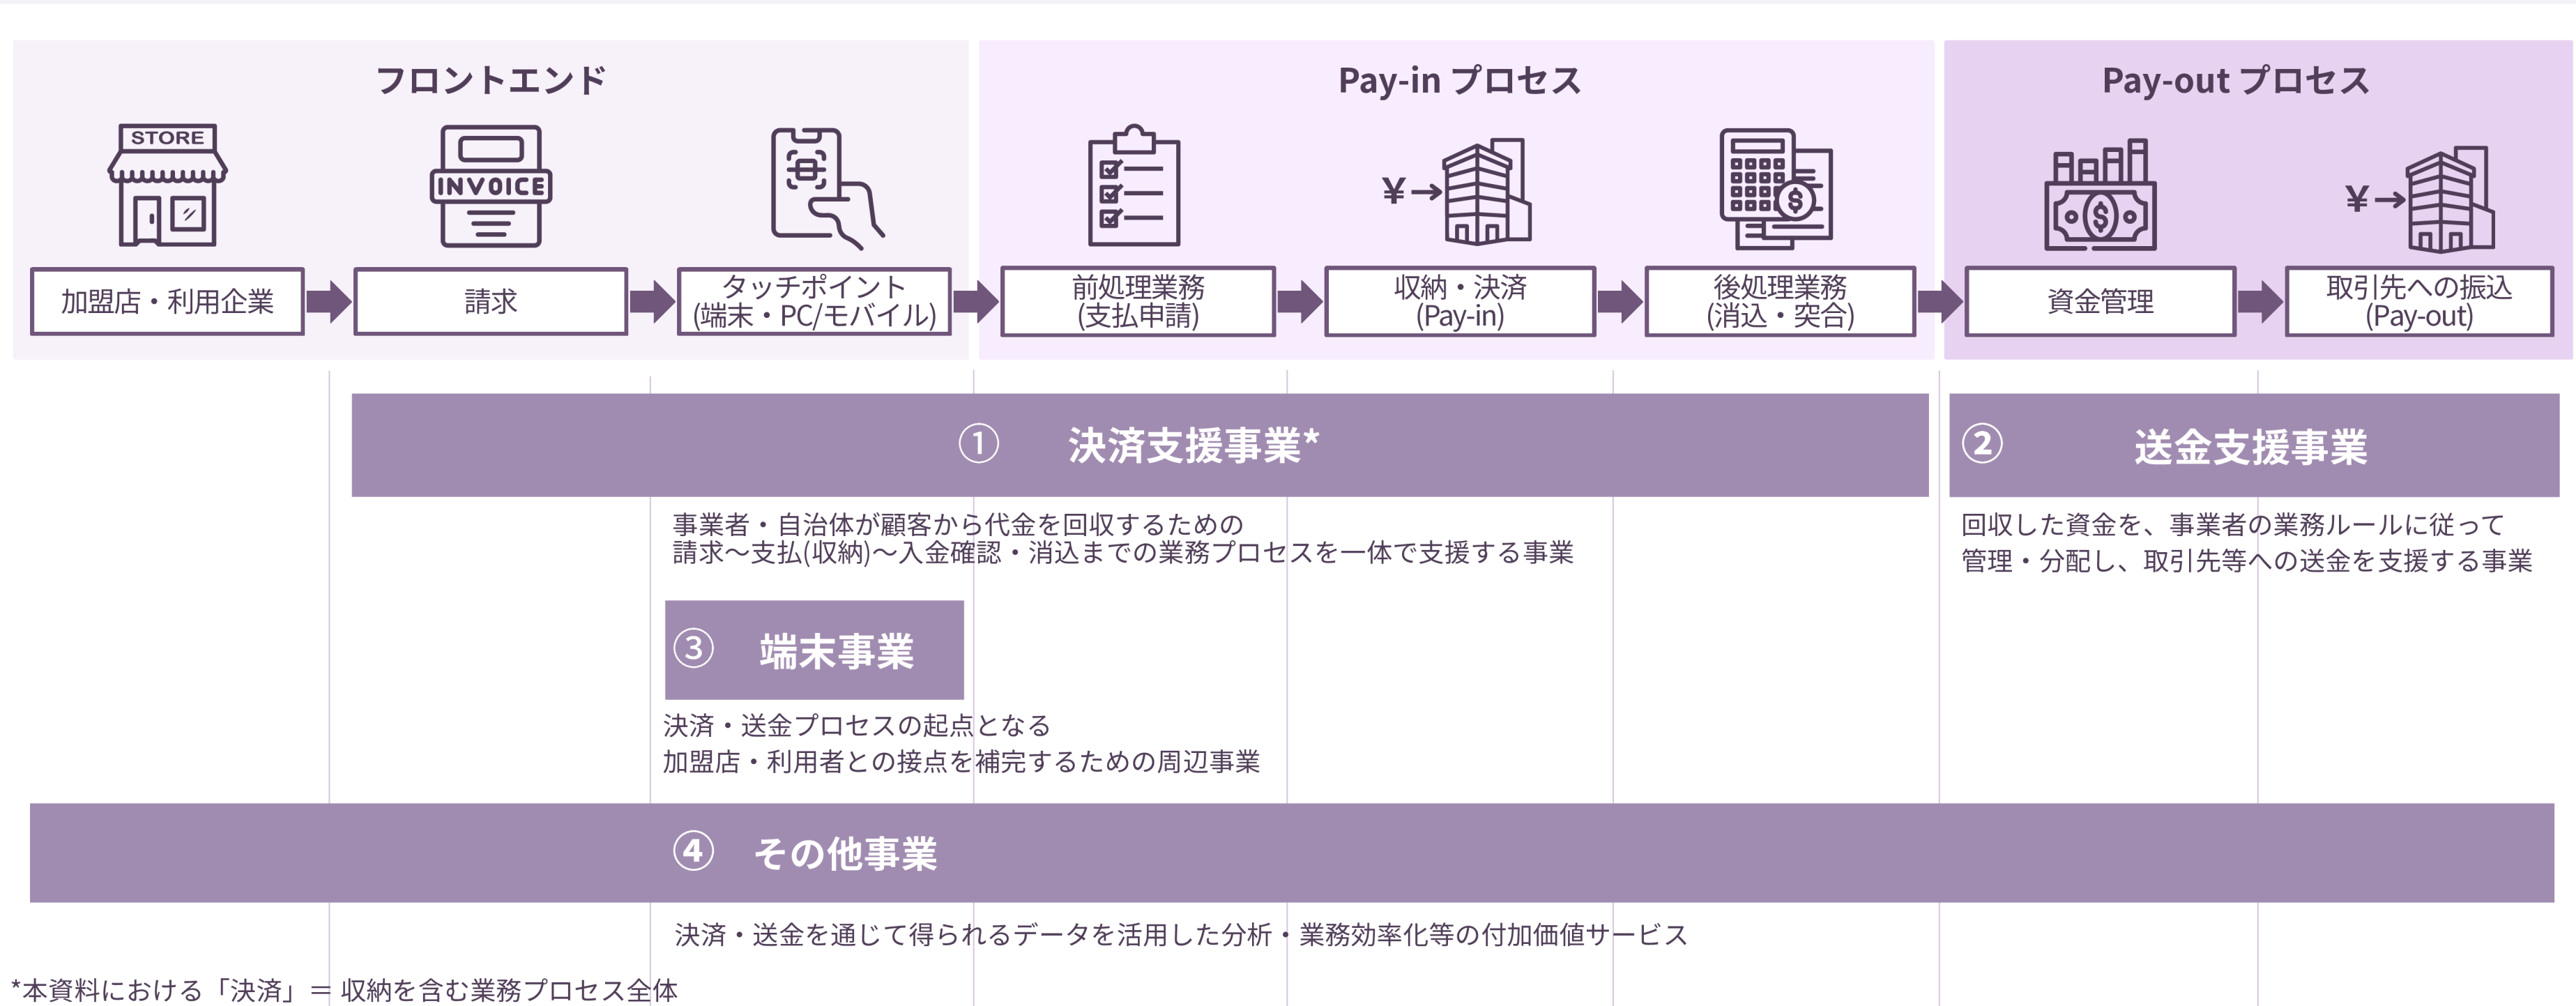 フロントエンド
Pay-in プロセス
Pay-out プロセス
STORE
INVOICE
¥
$
$
¥
加盟店・利用企業
請求
タッチポイント
(端末・PC/モバイル)
前処理業務
(支払申請)
収納・決済
(Pay-in)
後処理業務
(消込・突合)
資金管理
取引先への振込
(Pay-out)
① 決済支援事業*
② 送金支援事業
事業者・自治体が顧客から代金を回収するための
請求～支払(収納)～入金確認・消込までの業務プロセスを一体で支援する事業
回収した資金を、事業者の業務ルールに従って
管理・分配し、取引先等への送金を支援する事業
③ 端末事業
決済・送金プロセスの起点となる
加盟店・利用者との接点を補完するための周辺事業
④ その他事業
決済・送金を通じて得られるデータを活用した分析・業務効率化等の付加価値サービス
*本資料における「決済」＝ 収納を含む業務プロセス全体